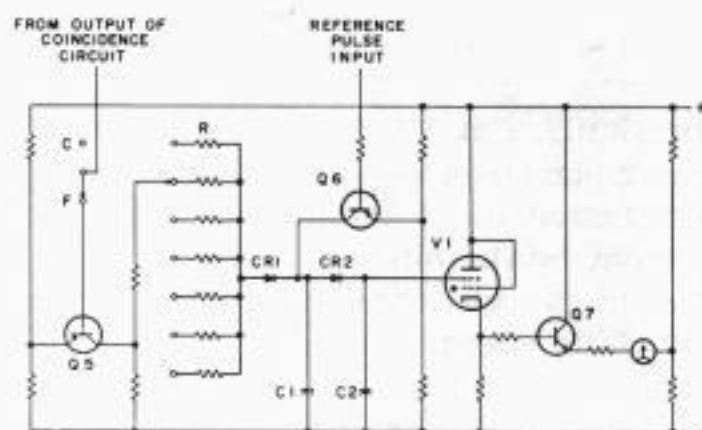 FROM OUTPUT OF
COINCIDENCE
CIRCUIT
REFERENCE
PULSE
INPUT
C
R
F
Q6
CR1
CR2
V1
Q7
Q5
C1
C2